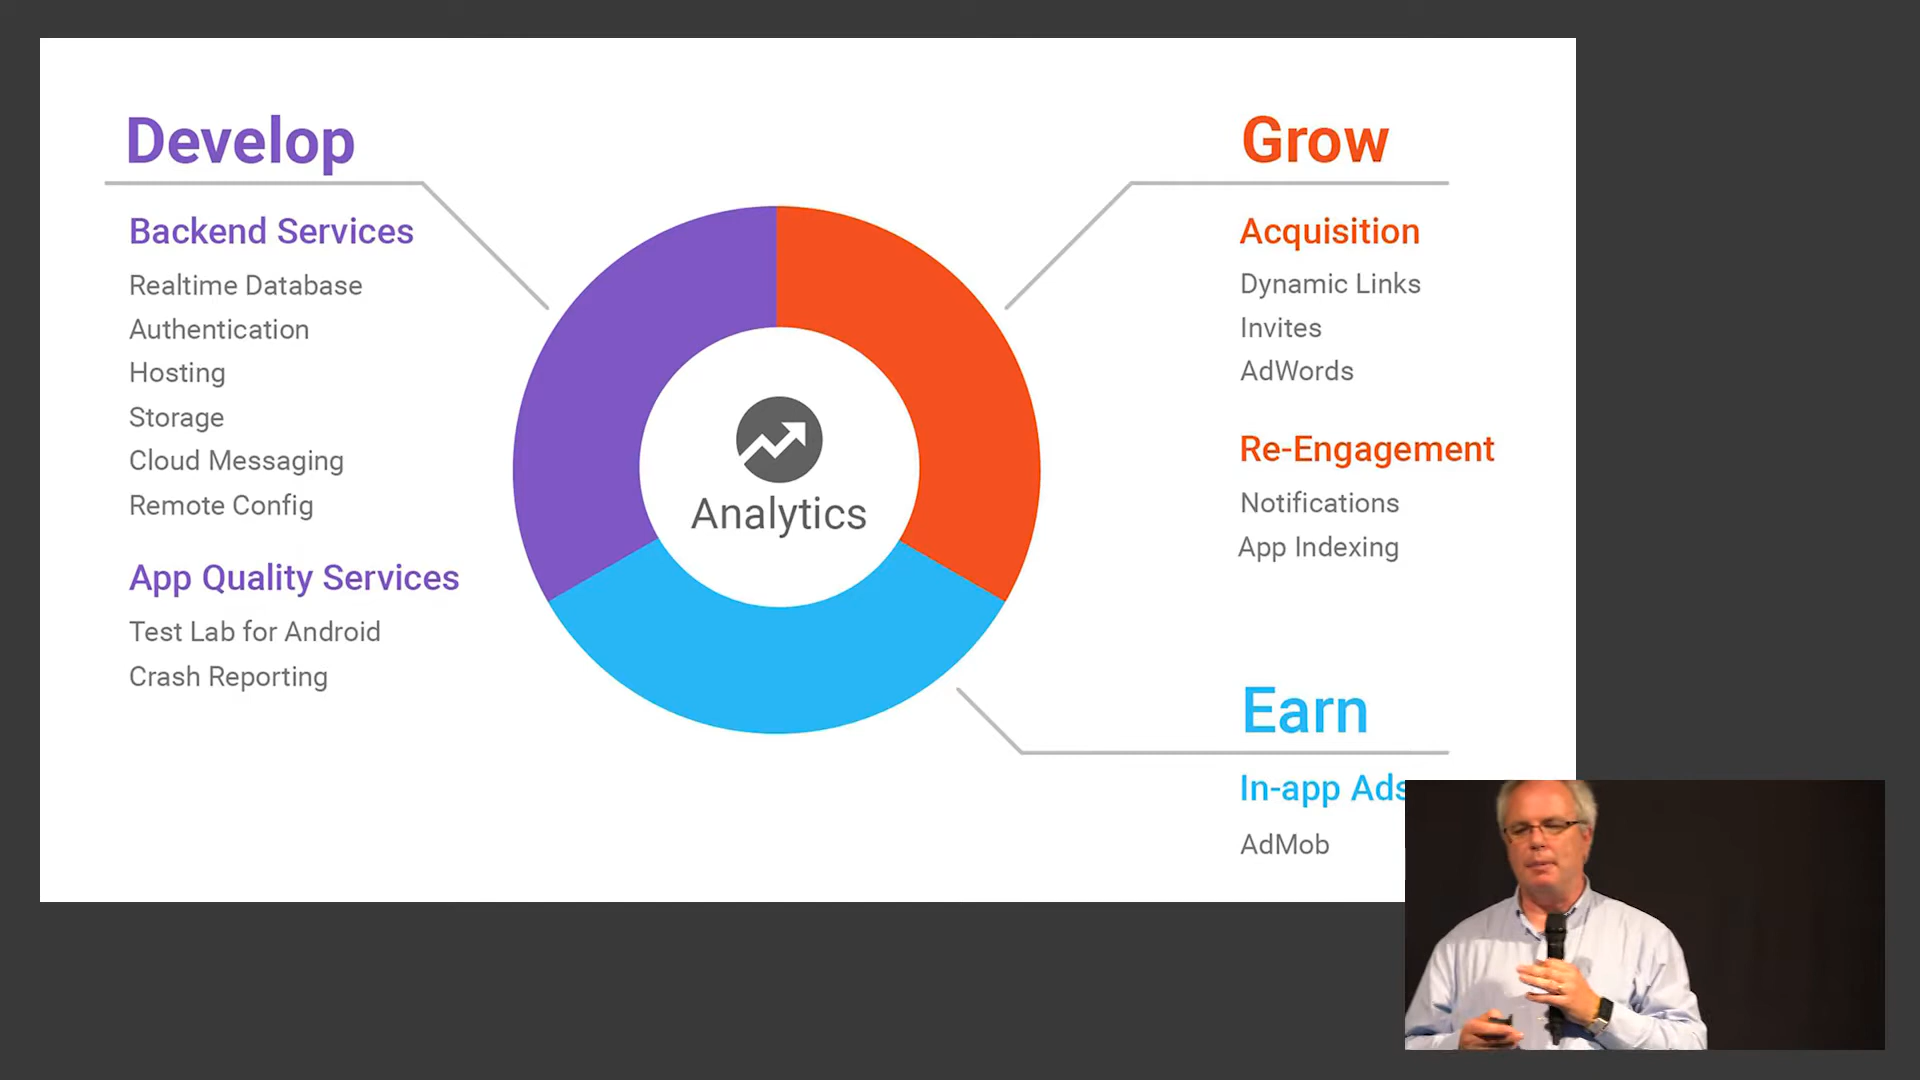 Develop
Backend Services
Realtime Database
Authentication
Hosting
Storage
Cloud Messaging
Remote Config
App Quality Services
Test Lab for Android
Crash Reporting
Analytics
Grow
Acquisition
Dynamic Links
Invites
AdWords
Re-Engagement
Notifications
App Indexing
Earn
In-app Ads
AdMob